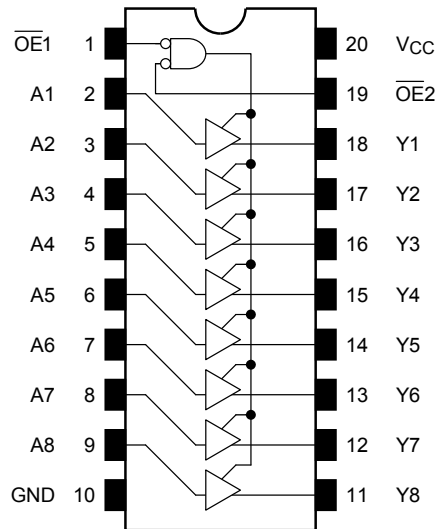 O̅E̅1 1 20 VCC
A1 2 19 O̅E̅2
A2 3 18 Y1
A3 4 17 Y2
A4 5 16 Y3
A5 6 15 Y4
A6 7 14 Y5
A7 8 13 Y6
A8 9 12 Y7
GND 10 11 Y8